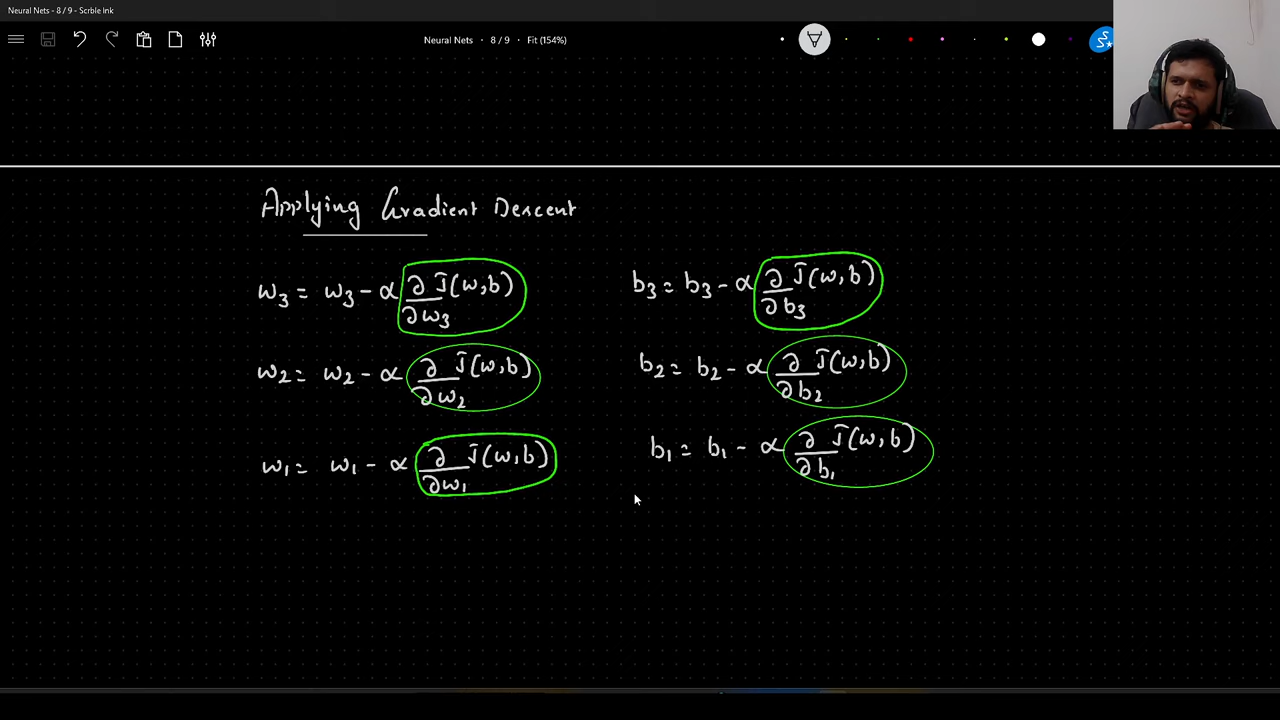 Neural Nets - 8 / 9 - Scrble Ink
Neural Nets • 8 / 9 • Fit (154%)
Applying Gradient Descent
w₃ = w₃ - α ∂/∂w₃ J(w,b)
b₃ = b₃ - α ∂/∂b₃ J(w,b)
w₂ = w₂ - α ∂/∂w₂ J(w,b)
b₂ = b₂ - α ∂/∂b₂ J(w,b)
w₁ = w₁ - α ∂/∂w₁ J(w,b)
b₁ = b₁ - α ∂/∂b₁ J(w,b)